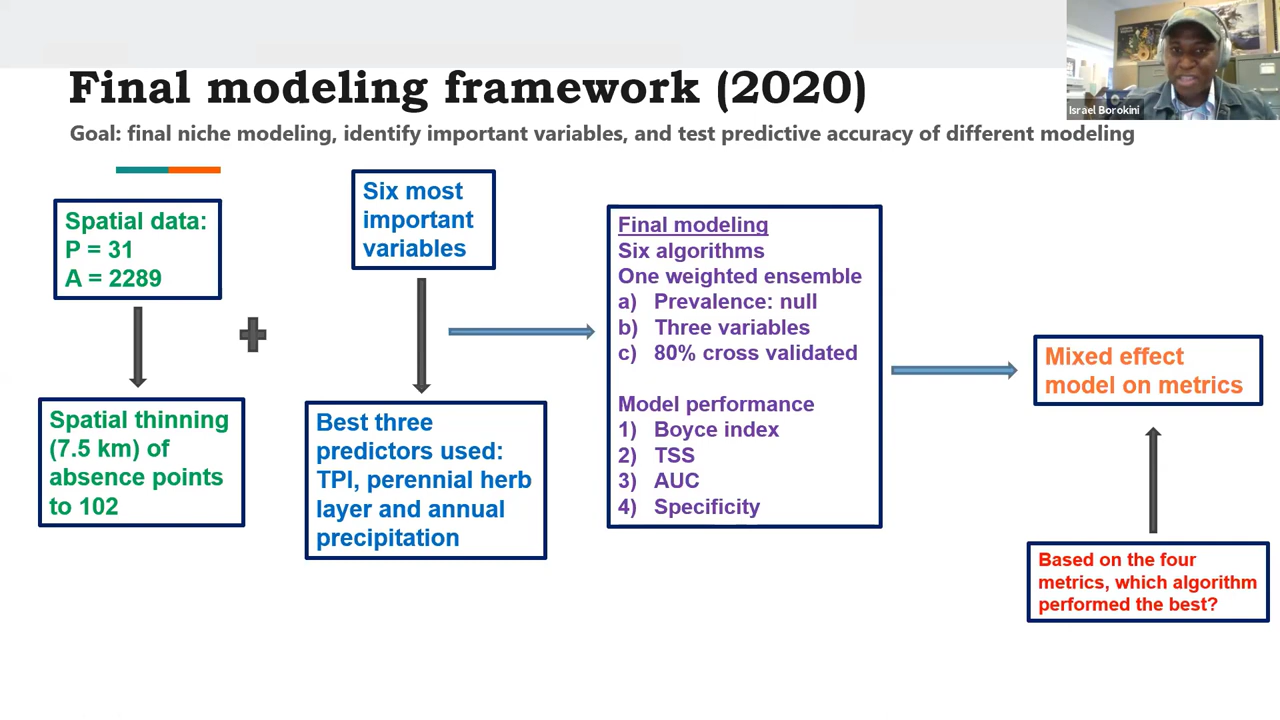 Final modeling framework (2020)
Goal: final niche modeling, identify important variables, and test predictive accuracy of different modeling
Israel Borokini
Spatial data:
P = 31
A = 2289
Spatial thinning
(7.5 km) of
absence points
to 102
Six most
important
variables
Best three
predictors used:
TPI, perennial herb
layer and annual
precipitation
Final modeling
Six algorithms
One weighted ensemble
a) Prevalence: null
b) Three variables
c) 80% cross validated
Model performance
1) Boyce index
2) TSS
3) AUC
4) Specificity
Mixed effect
model on metrics
Based on the four
metrics, which algorithm
performed the best?